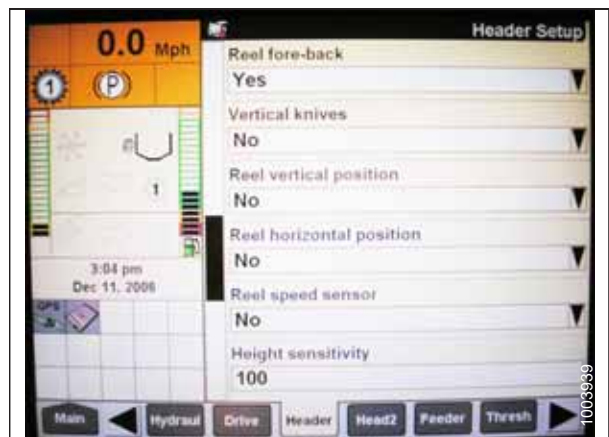 0.0 Mph
Header Setup
1
(P)
Reel fore-back
Yes
Vertical knives
No
Reel vertical position
No
1
Reel horizontal position
No
3:04 pm
Dec 11, 2006
Reel speed sensor
No
GPS
Height sensitivity
100
Main
Hydraul
Drive
Header
Head2
Feeder
Thresh
1003939